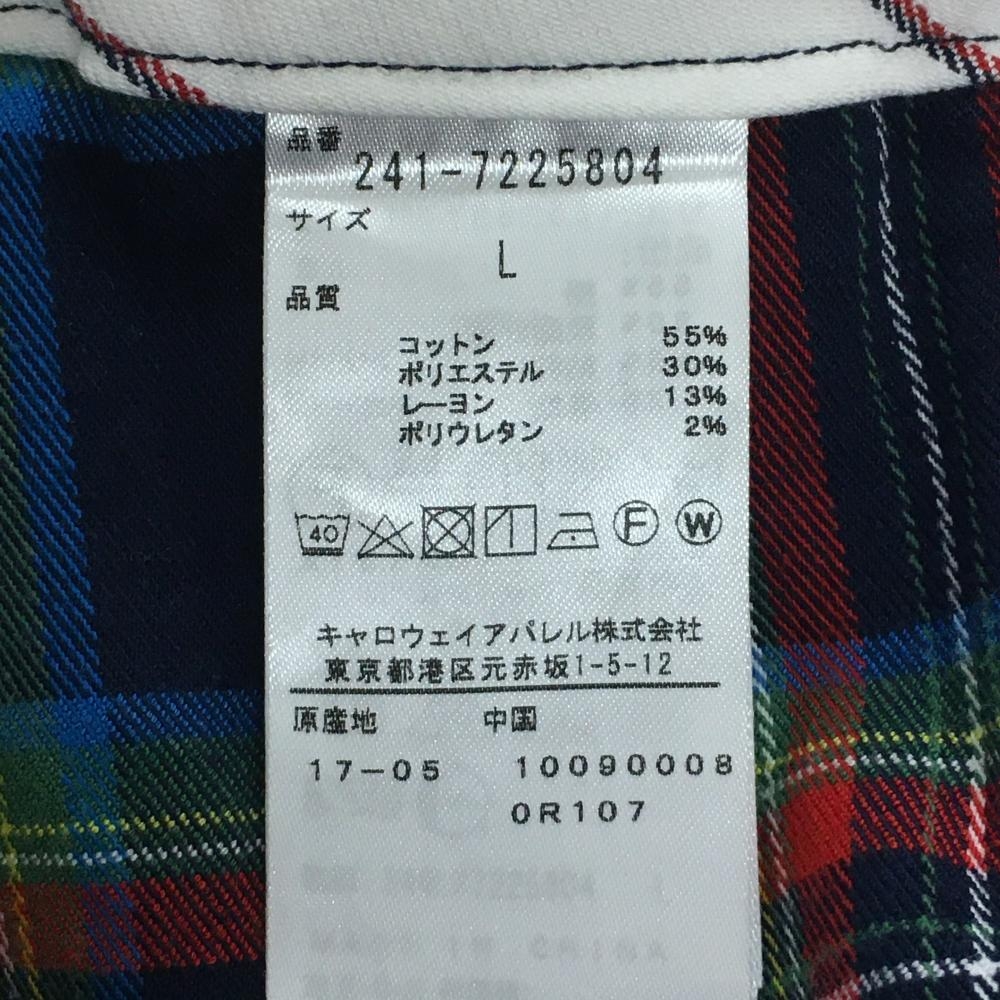 品番
241-7225804
サイズ
L
品質
コットン 55%
ポリエステル 30%
レーヨン 13%
ポリウレタン 2%
40 F W
キャロウェイアパレル株式会社
東京都港区元赤坂1-5-12
原産地 中国
17-05 10090008
0R107